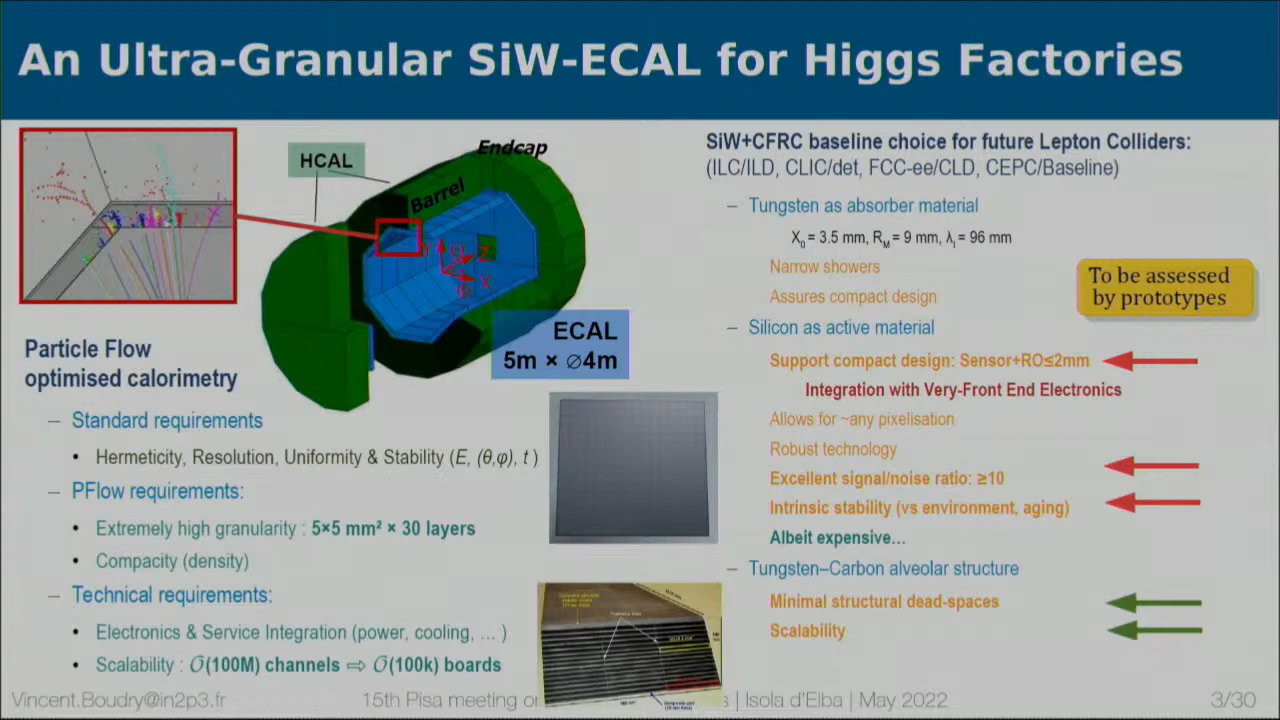 An Ultra-Granular SiW-ECAL for Higgs Factories
HCAL
Endcap
Barrel
Y
Θ
Z
X
ECAL
5m × ∅4m
Particle Flow
optimised calorimetry
– Standard requirements
• Hermeticity, Resolution, Uniformity & Stability (E, (θ,φ), t )
– PFlow requirements:
• Extremely high granularity : 5×5 mm² × 30 layers
• Compacity (density)
– Technical requirements:
• Electronics & Service Integration (power, cooling, … )
• Scalability : O(100M) channels ⇨ O(100k) boards
SiW+CFRC baseline choice for future Lepton Colliders:
(ILC/ILD, CLIC/det, FCC-ee/CLD, CEPC/Baseline)
– Tungsten as absorber material
X₀ = 3.5 mm, R_M = 9 mm, λ_I = 96 mm
Narrow showers
Assures compact design
To be assessed
by prototypes
– Silicon as active material
Support compact design: Sensor+RO≤2mm
Integration with Very-Front End Electronics
Allows for ~any pixelisation
Robust technology
Excellent signal/noise ratio: ≥10
Intrinsic stability (vs environment, aging)
Albeit expensive…
– Tungsten–Carbon alveolar structure
Minimal structural dead-spaces
Scalability
Vincent.Boudry@in2p3.fr
15th Pisa meeting on
| Isola d'Elba | May 2022
3/30